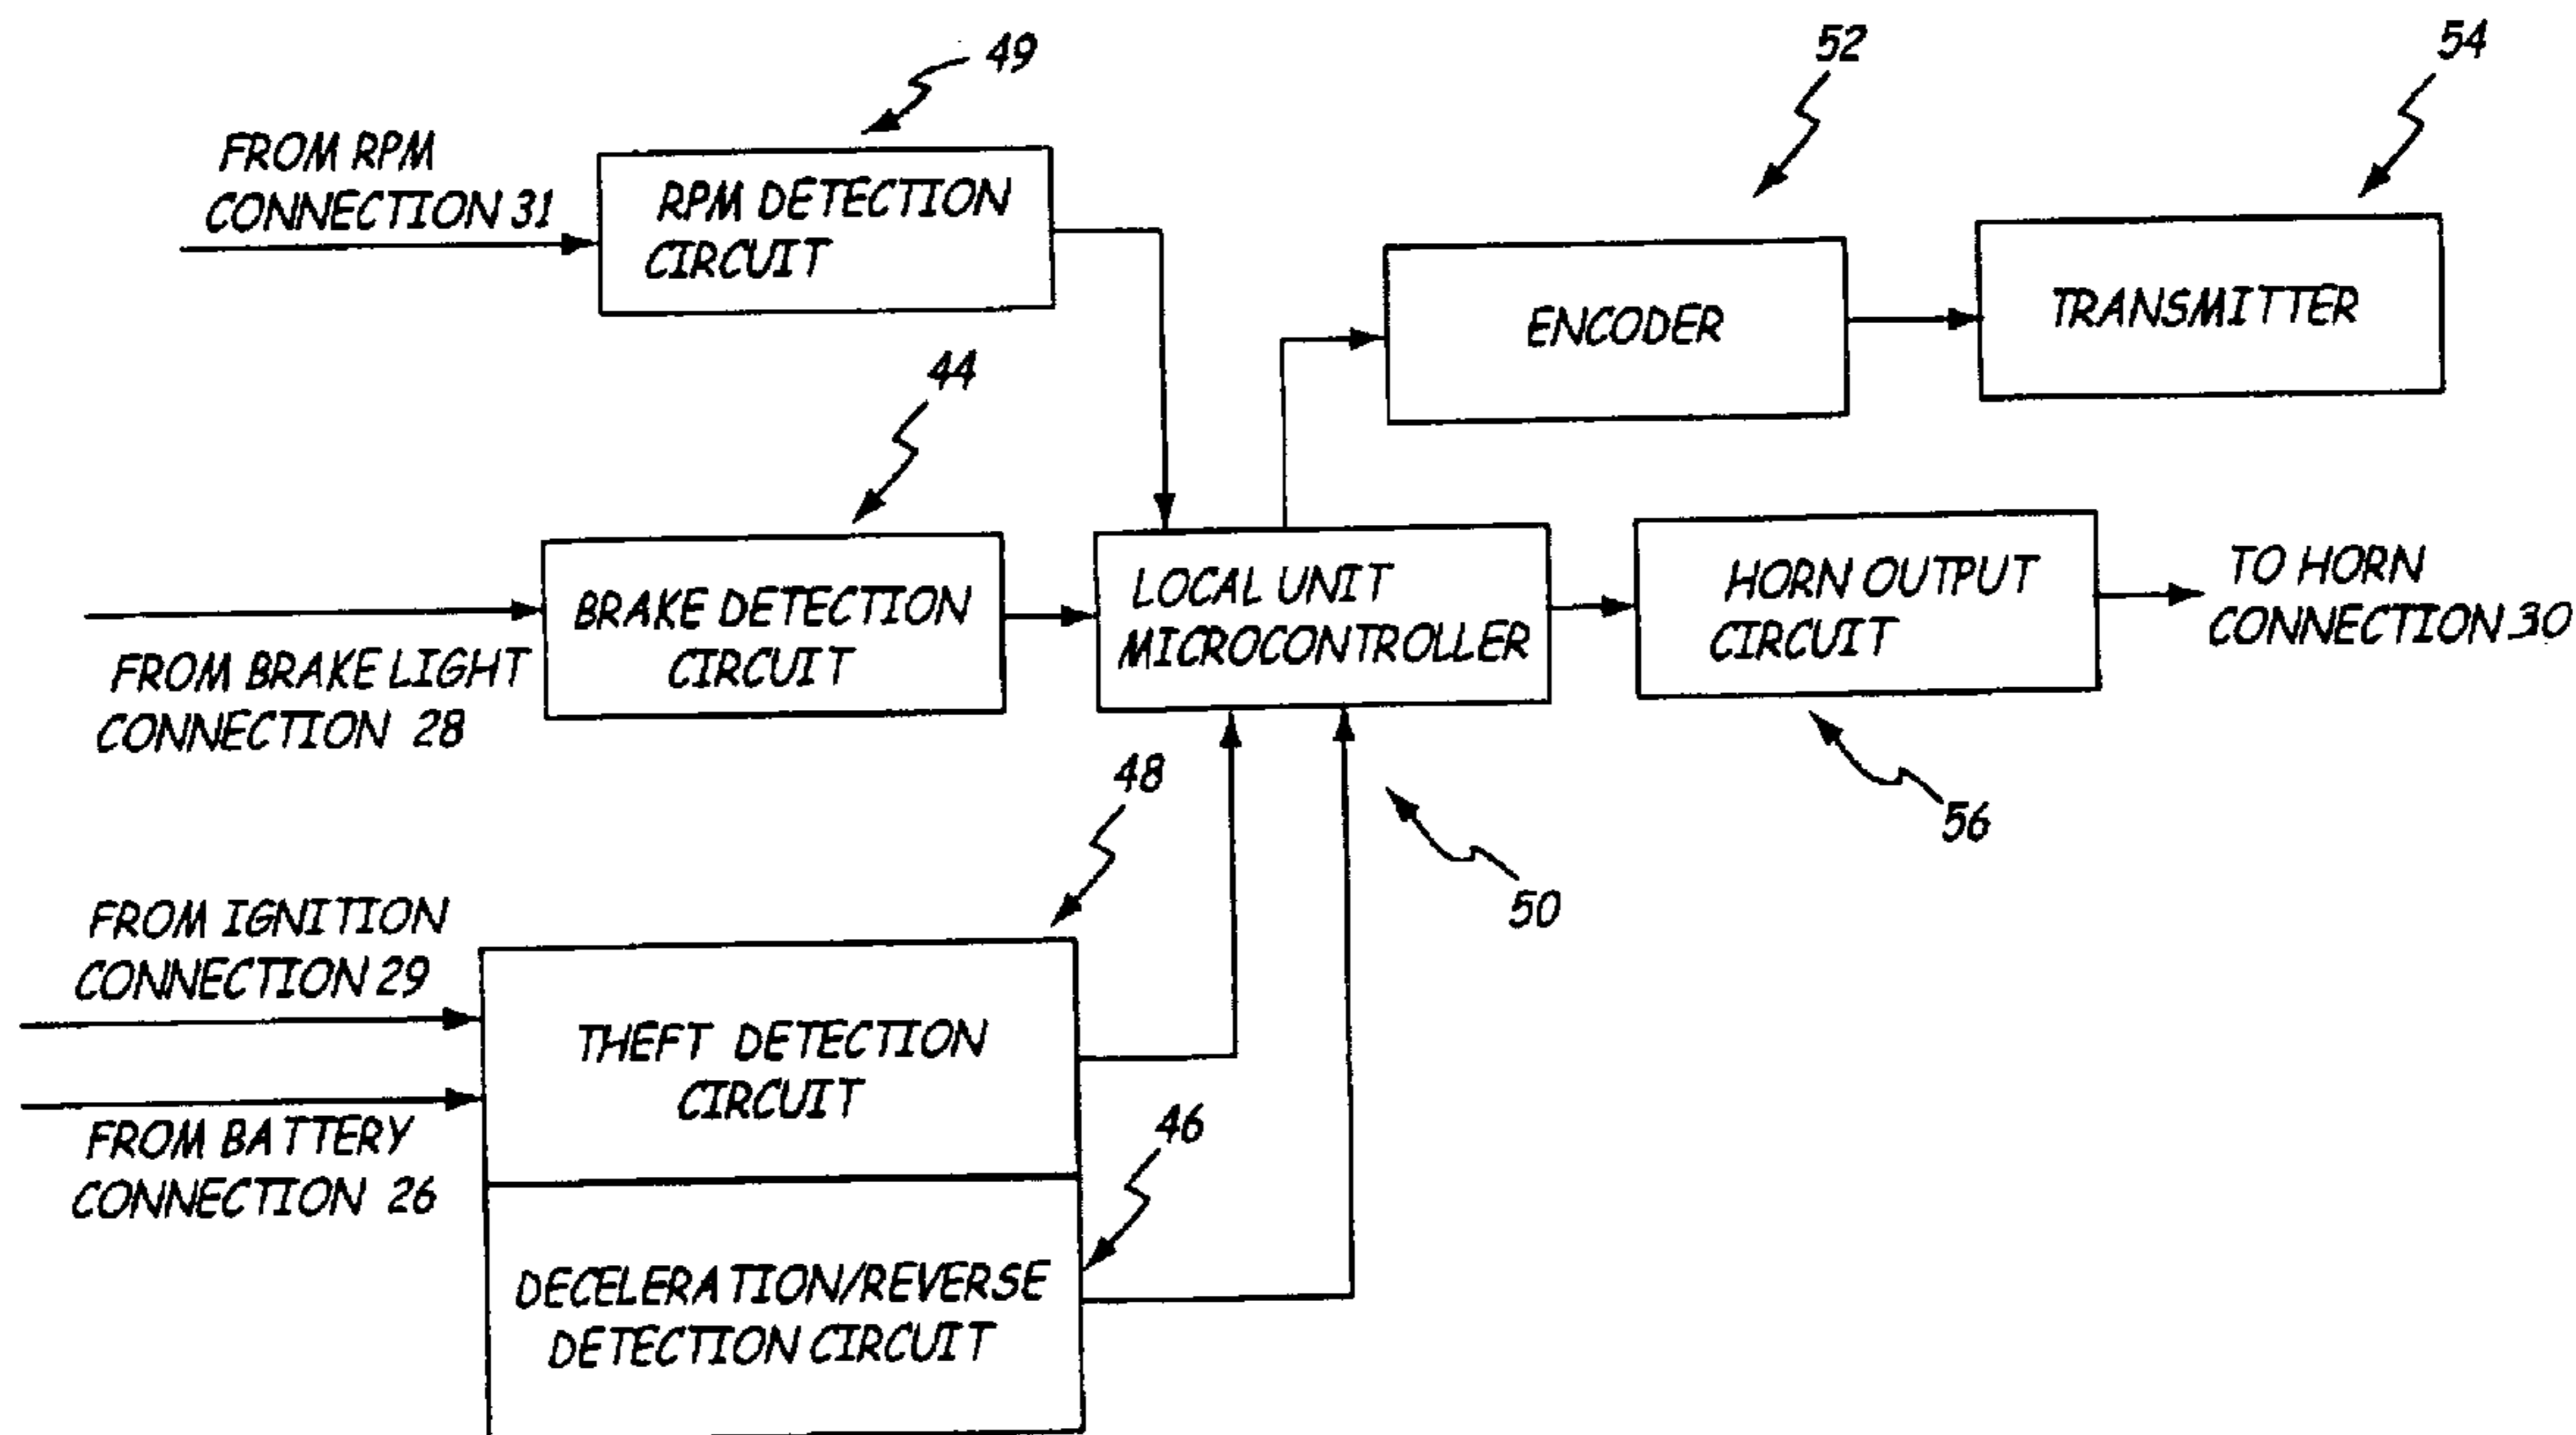 49
52
54
FROM RPM
CONNECTION 31
RPM DETECTION
CIRCUIT
ENCODER
TRANSMITTER
44
BRAKE DETECTION
CIRCUIT
LOCAL UNIT
MICROCONTROLLER
HORN OUTPUT
CIRCUIT
TO HORN
CONNECTION 30
FROM BRAKE LIGHT
CONNECTION 28
48
56
50
FROM IGNITION
CONNECTION 29
THEFT DETECTION
CIRCUIT
FROM BATTERY
CONNECTION 26
46
DECELERATION/REVERSE
DETECTION CIRCUIT